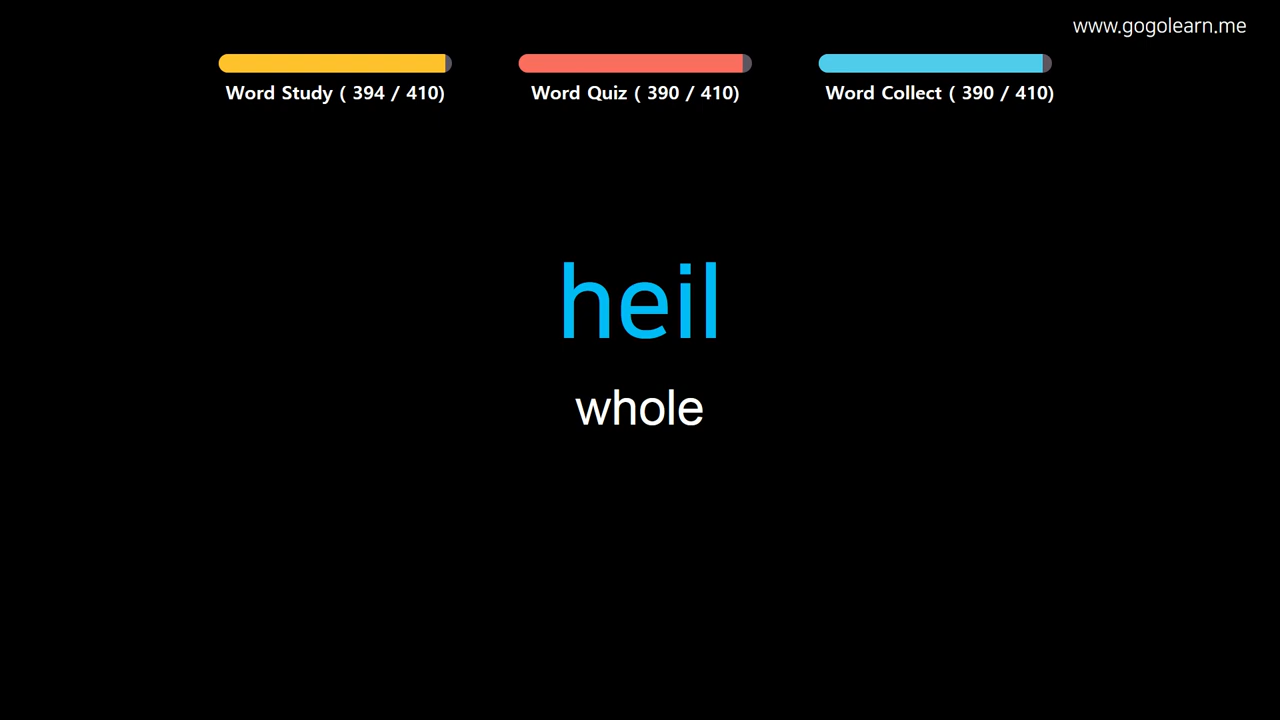 www.gogolearn.me
Word Study ( 394 / 410)
Word Quiz ( 390 / 410)
Word Collect ( 390 / 410)
heil
whole